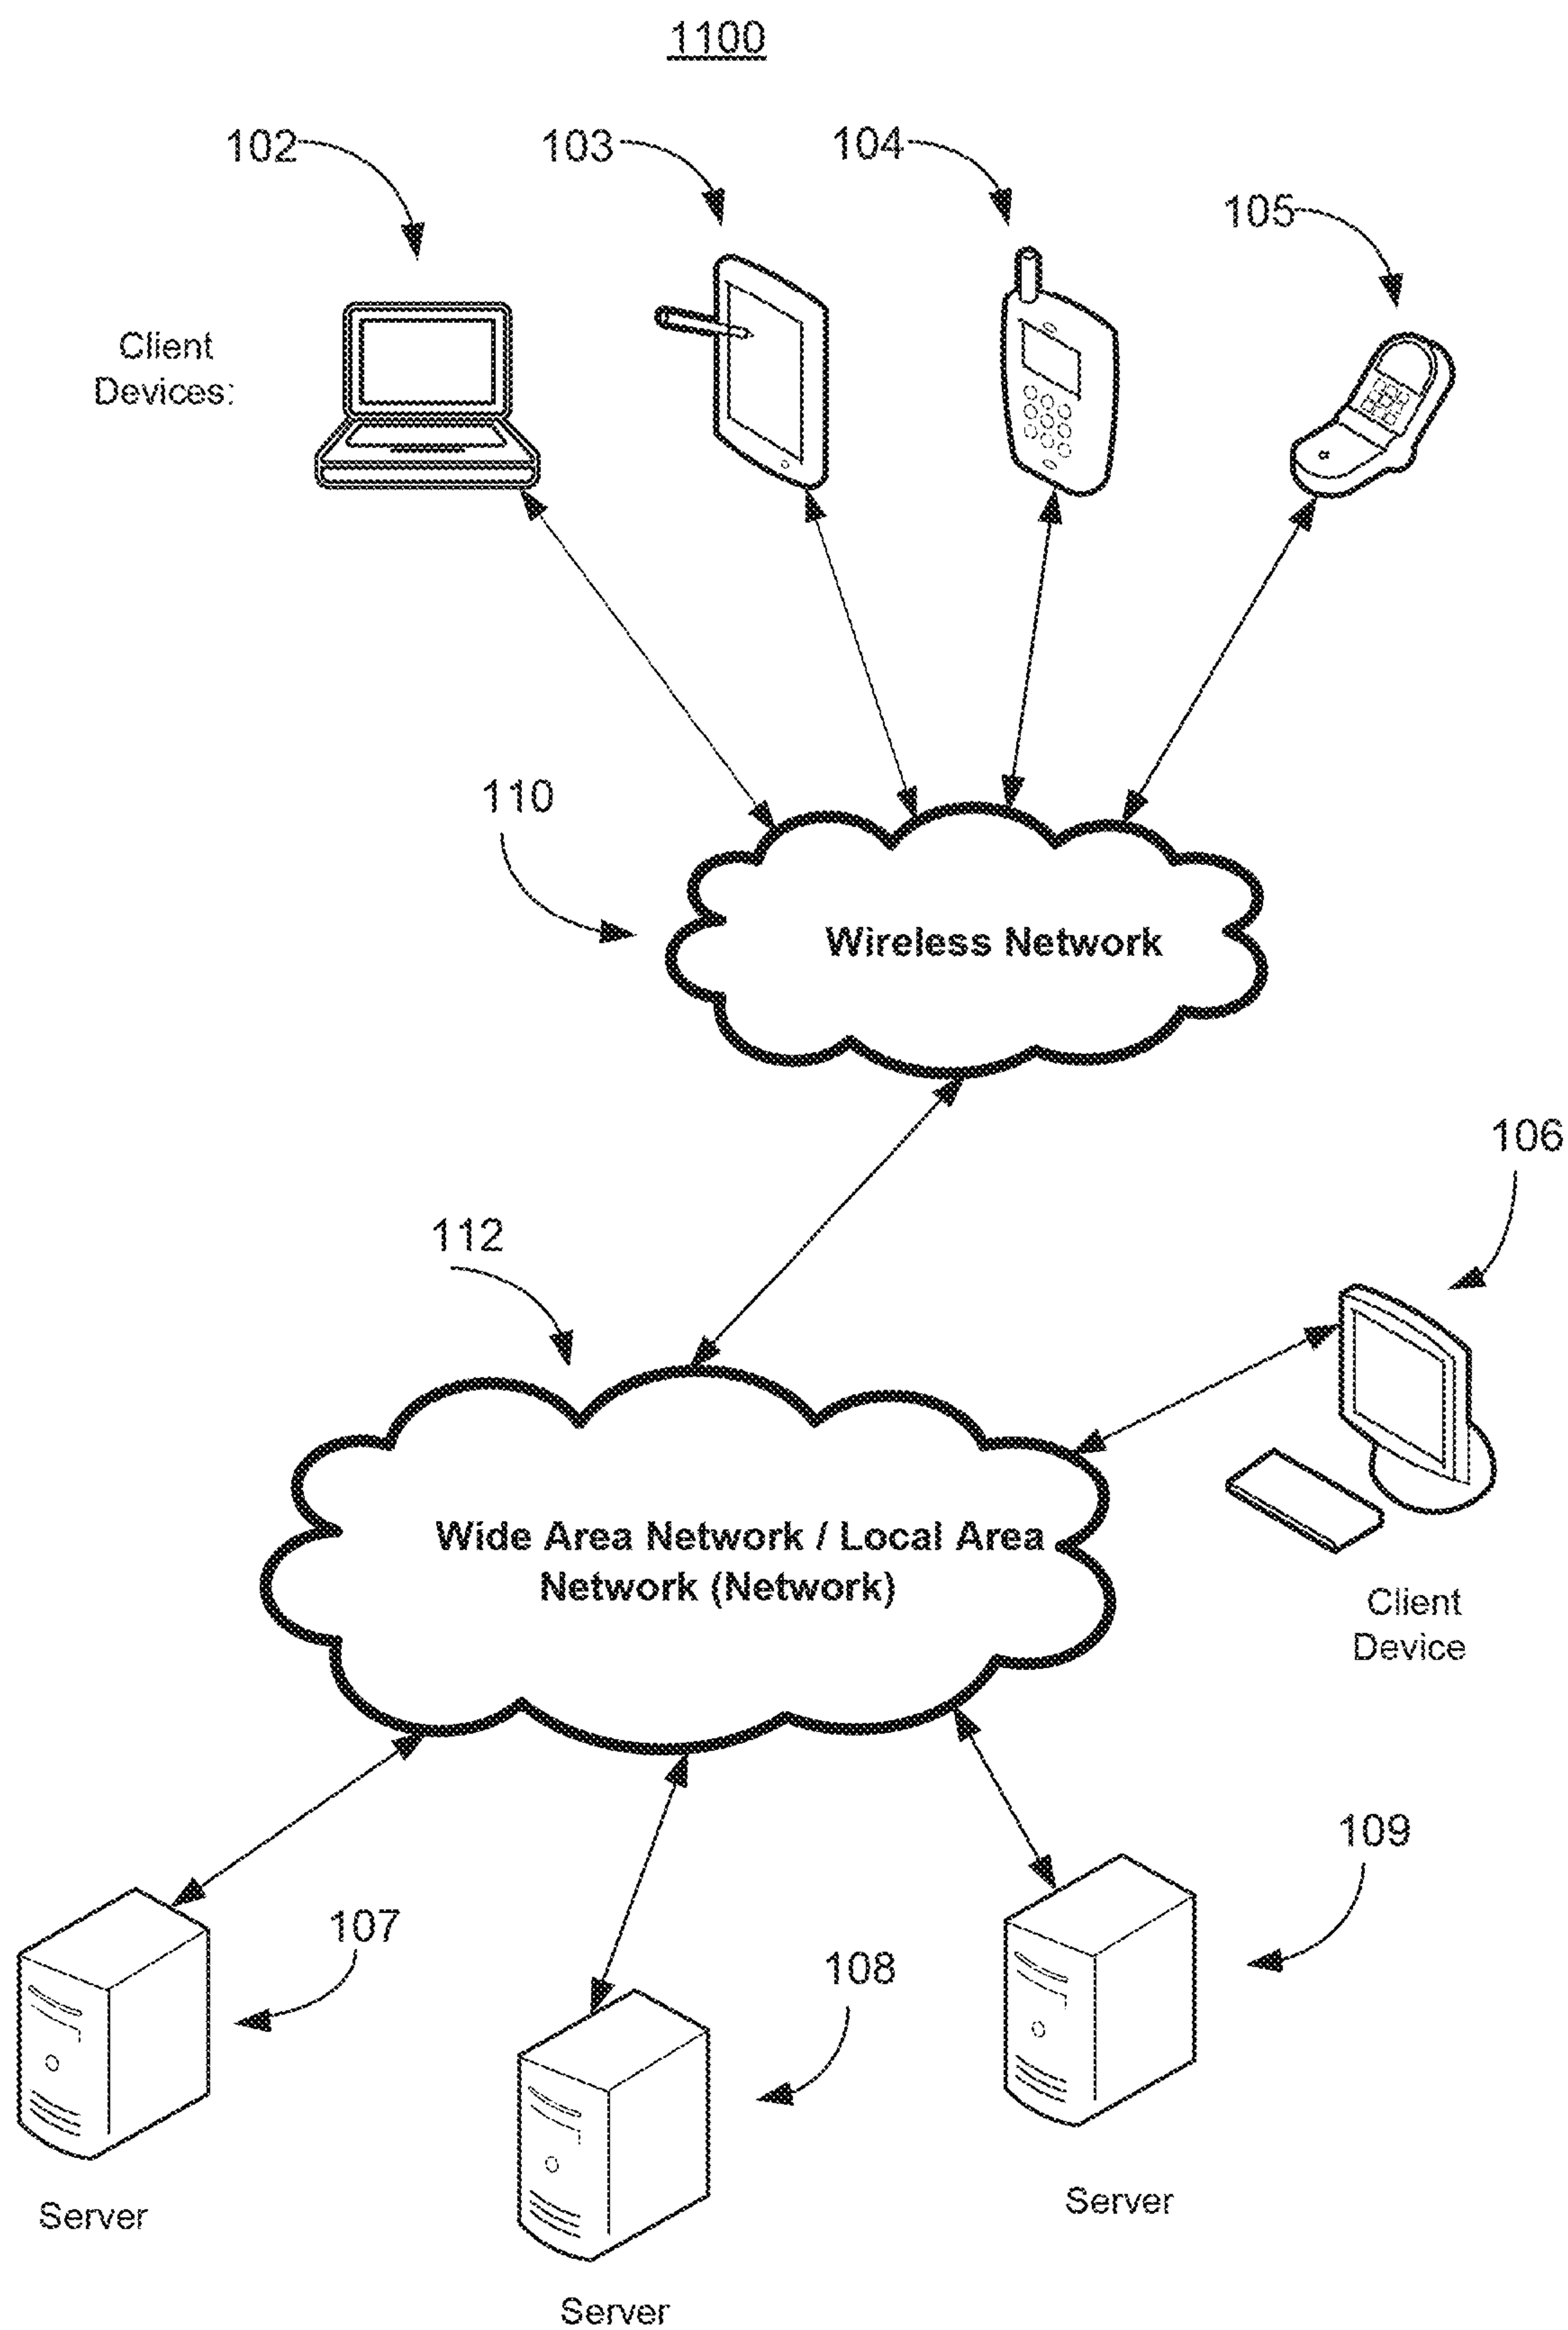 1100
102
103
104
105
Client
Devices:
110
Wireless Network
106
112
Wide Area Network / Local Area
Network (Network)
Client
Device
109
107
108
Server
Server
Server